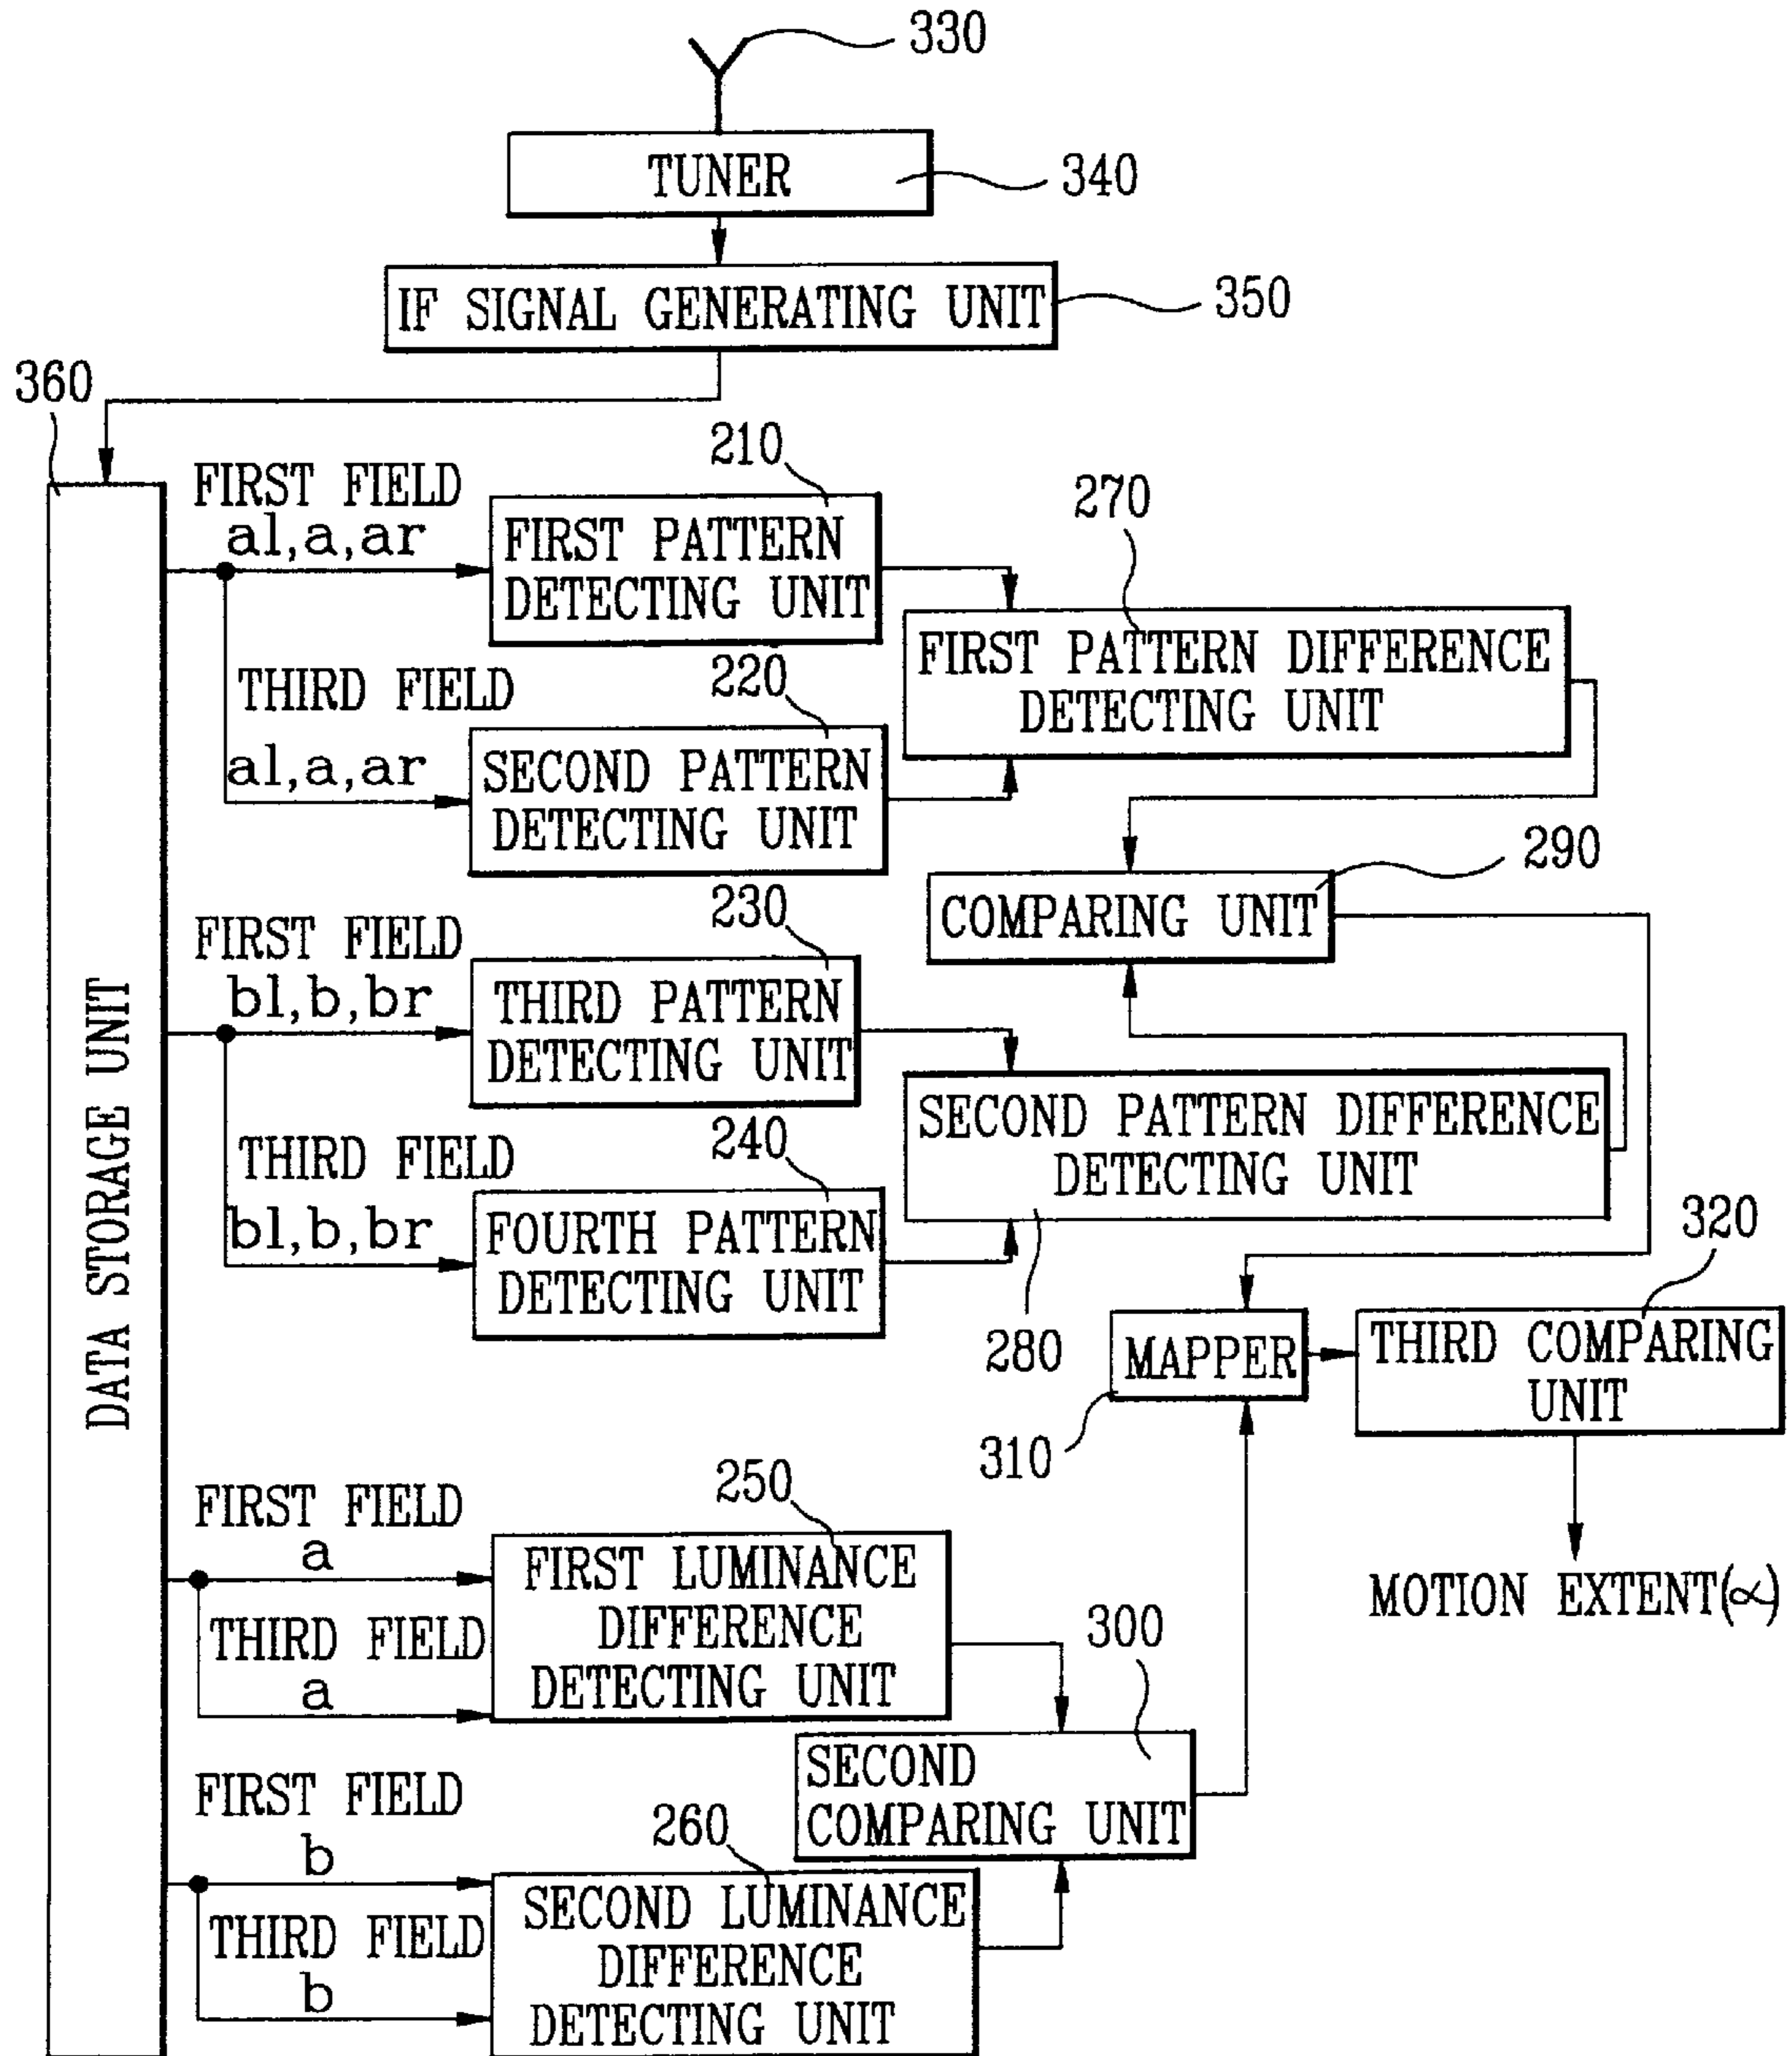 330
TUNER
340
IF SIGNAL GENERATING UNIT
350
360
DATA STORAGE UNIT
FIRST FIELD
al,a,ar
210
FIRST PATTERN
DETECTING UNIT
270
FIRST PATTERN DIFFERENCE
DETECTING UNIT
THIRD FIELD
al,a,ar
220
SECOND PATTERN
DETECTING UNIT
290
COMPARING UNIT
FIRST FIELD
bl,b,br
230
THIRD PATTERN
DETECTING UNIT
SECOND PATTERN DIFFERENCE
DETECTING UNIT
280
THIRD FIELD
bl,b,br
240
FOURTH PATTERN
DETECTING UNIT
320
MAPPER
310
THIRD COMPARING
UNIT
MOTION EXTENT(α)
FIRST FIELD
a
THIRD FIELD
a
250
FIRST LUMINANCE
DIFFERENCE
DETECTING UNIT
300
SECOND
COMPARING UNIT
FIRST FIELD
b
THIRD FIELD
b
260
SECOND LUMINANCE
DIFFERENCE
DETECTING UNIT